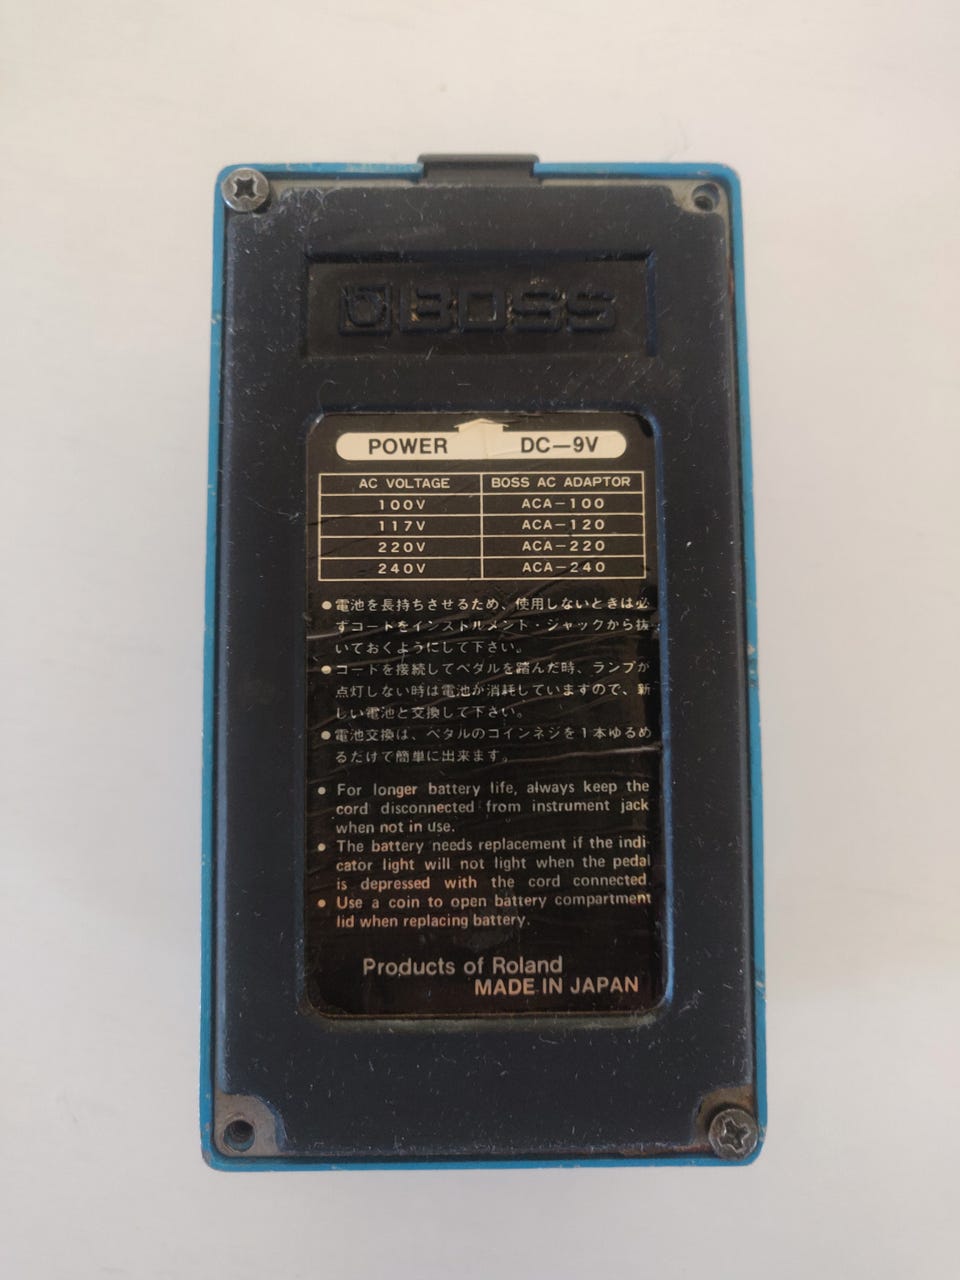 BOSS
POWER DC—9V
AC VOLTAGE BOSS AC ADAPTOR
100V ACA-100
117V ACA-120
220V ACA-220
240V ACA-240
●電池を長持ちさせるため、使用しないときは必
ずコードをインストルメント・ジャックから抜
いておくようにして下さい。
●コードを接続してペダルを踏んだ時、ランプが
点灯しない時は電池が消耗していますので、新
しい電池と交換して下さい。
●電池交換は、ペダルのコインネジを1本ゆるめ
るだけで簡単に出来ます。
● For longer battery life, always keep the
cord disconnected from instrument jack
when not in use.
● The battery needs replacement if the indi
cator light will not light when the pedal
is depressed with the cord connected.
● Use a coin to open battery compartment
lid when replacing battery.
Products of Roland
MADE IN JAPAN